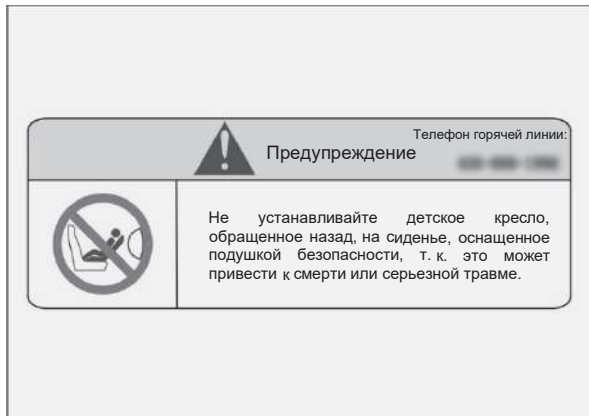 Телефон горячей линии:
Предупреждение
Не устанавливайте детское кресло,
обращенное назад, на сиденье, оснащенное
подушкой безопасности, т. к. это может
привести к смерти или серьезной травме.